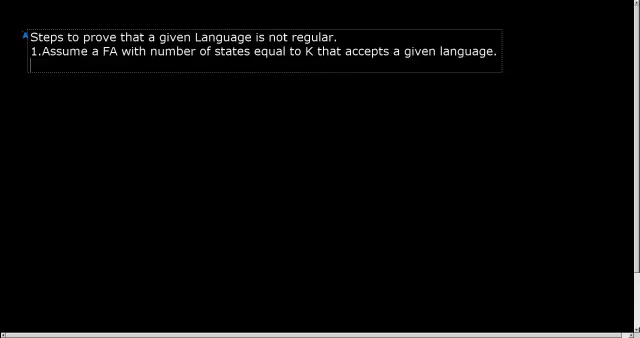 Steps to prove that a given Language is not regular.
1.Assume a FA with number of states equal to K that accepts a given language.